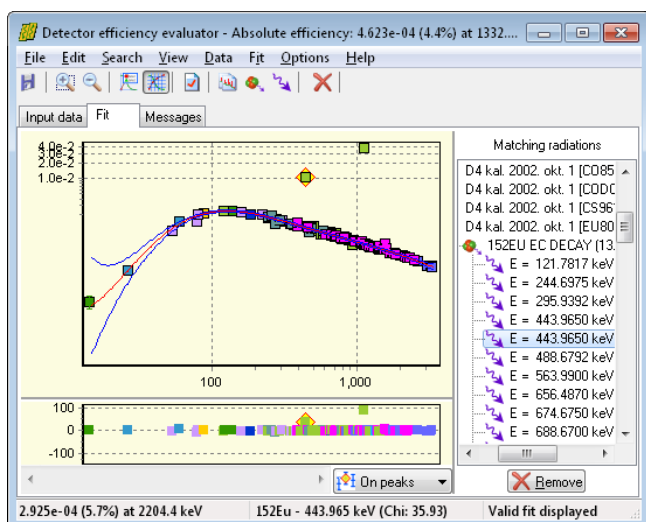 Detector efficiency evaluator - Absolute efficiency: 4.623e-04 (4.4%) at 1332....
File Edit Search View Data Fit Options Help
Input data Fit Messages
4.0e-2
3.0e-2
2.0e-2
1.0e-2
100 1,000
100
0
-100
On peaks
Matching radiations
D4 kal. 2002. okt. 1 [CO85
D4 kal. 2002. okt. 1 [CODC
D4 kal. 2002. okt. 1 [CS96
D4 kal. 2002. okt. 1 [EU80
152EU EC DECAY (13.
E = 121.7817 keV
E = 244.6975 keV
E = 295.9392 keV
E = 443.9650 keV
E = 443.9650 keV
E = 488.6792 keV
E = 563.9900 keV
E = 656.4870 keV
E = 674.6750 keV
E = 688.6700 keV
Remove
2.925e-04 (5.7%) at 2204.4 keV 152Eu - 443.965 keV (Chi: 35.93) Valid fit displayed